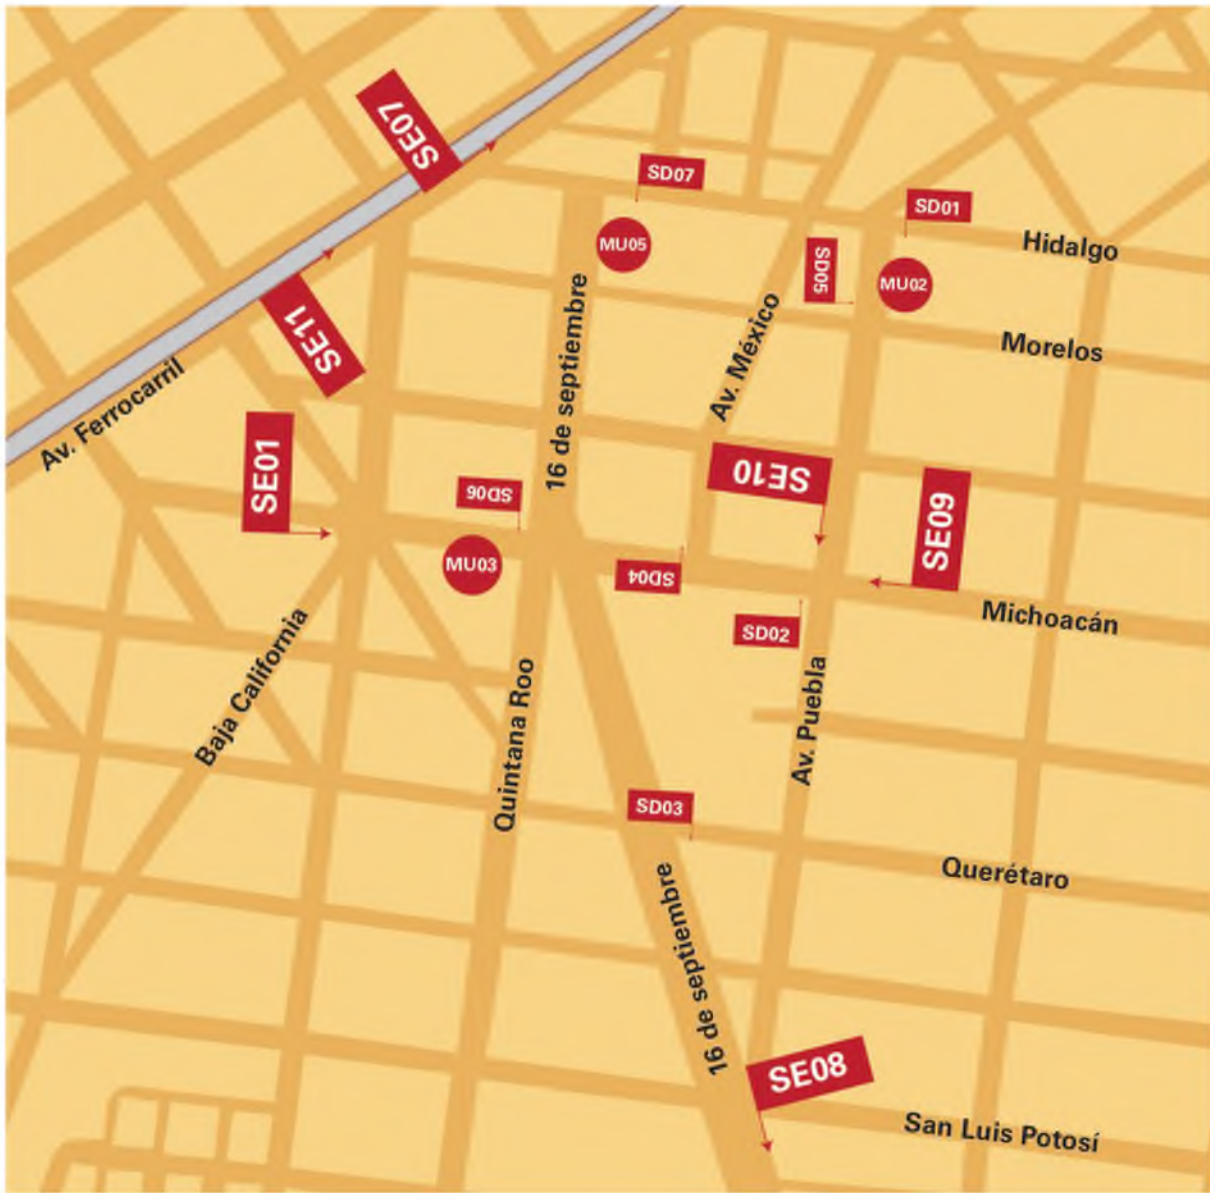 SE07
SD07
SD01
MU05
Hidalgo
SD05
MU02
SE11
16 de septiembre
Av. México
Morelos
Av. Ferrocarril
SE01
SD06
SE10
SE09
MU03
SD04
Michoacán
SD02
Baja California
Quintana Roo
Av. Puebla
SD03
Querétaro
16 de septiembre
SE08
San Luis Potosí